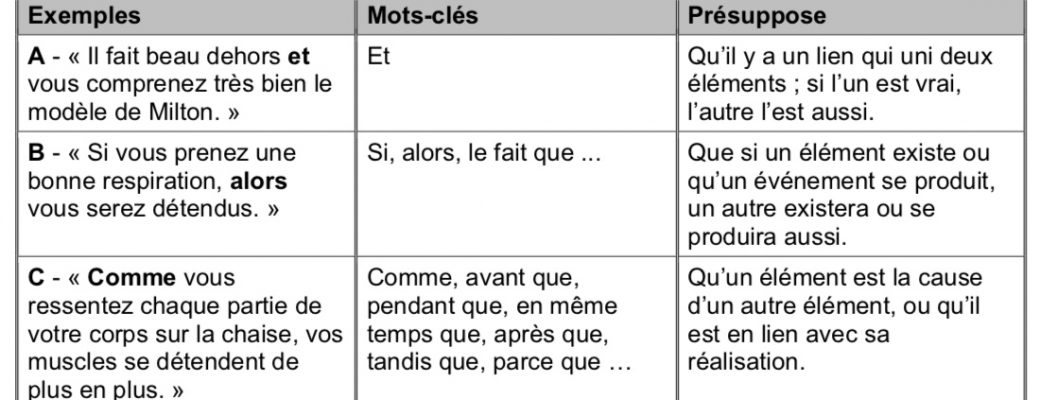 Exemples
Mots-clés
Présuppose
A - « Il fait beau dehors et
vous comprenez très bien le
modèle de Milton. »
Et
Qu’il y a un lien qui uni deux
éléments ; si l’un est vrai,
l’autre l’est aussi.
B - « Si vous prenez une
bonne respiration, alors
vous serez détendus. »
Si, alors, le fait que ...
Que si un élément existe ou
qu’un événement se produit,
un autre existera ou se
produira aussi.
C - « Comme vous
ressentez chaque partie de
votre corps sur la chaise, vos
muscles se détendent de
plus en plus. »
Comme, avant que,
pendant que, en même
temps que, après que,
tandis que, parce que …
Qu’un élément est la cause
d’un autre élément, ou qu’il
est en lien avec sa
réalisation.